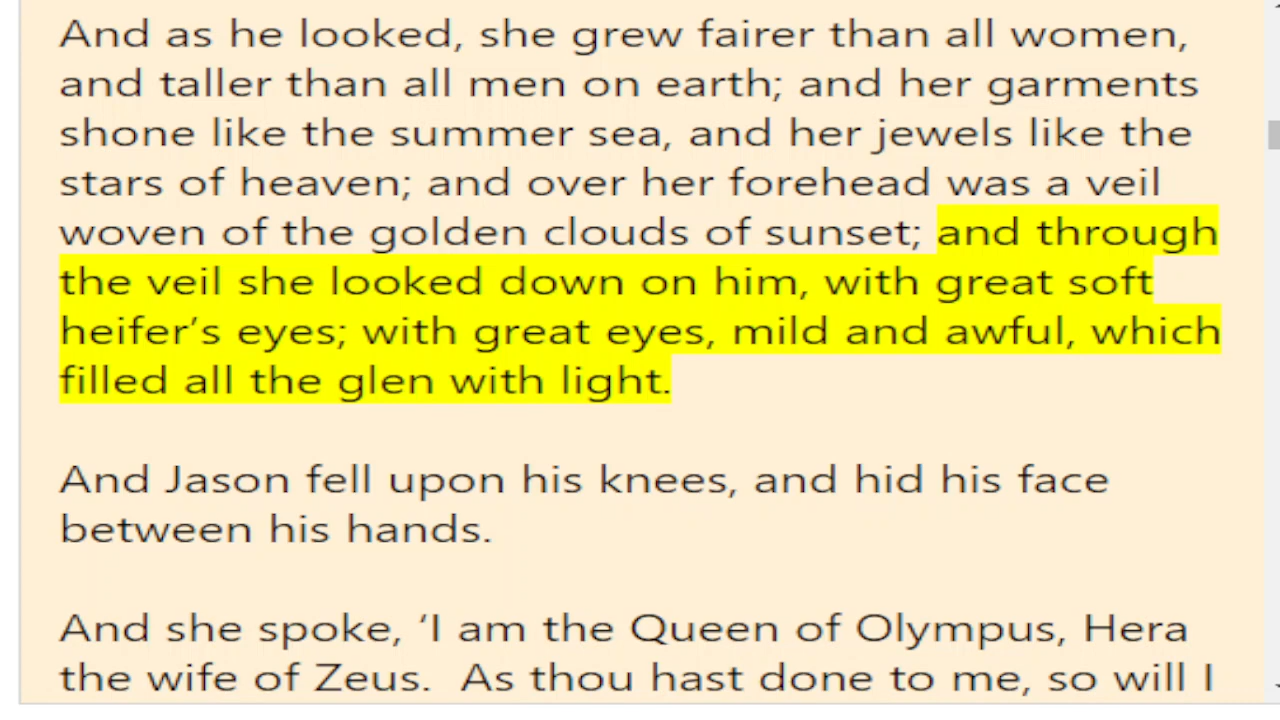 And as he looked, she grew fairer than all women,
and taller than all men on earth; and her garments
shone like the summer sea, and her jewels like the
stars of heaven; and over her forehead was a veil
woven of the golden clouds of sunset; and through
the veil she looked down on him, with great soft
heifer’s eyes; with great eyes, mild and awful, which
filled all the glen with light.
And Jason fell upon his knees, and hid his face
between his hands.
And she spoke, ‘I am the Queen of Olympus, Hera
the wife of Zeus.  As thou hast done to me, so will I